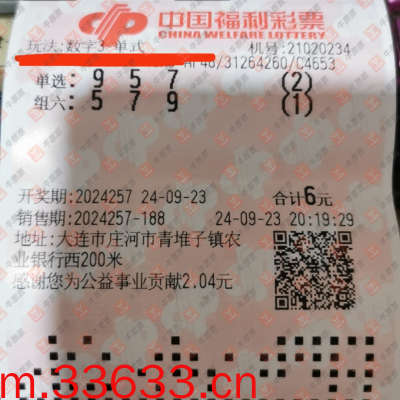 中国福利彩票
CHINA WELFARE LOTTERY
玩法:数字3 单式 机号:21020234
31264260/C4653
单选: 9 5 7 (2)
组六: 5 7 9 (1)
开奖期:2024257 24-09-23 合计6元
销售期:2024257-188 24-09-23 20:19:29
地址:大连市庄河市青堆子镇农
业银行西200米
感谢您为公益事业贡献2.04元
m.33633.cn